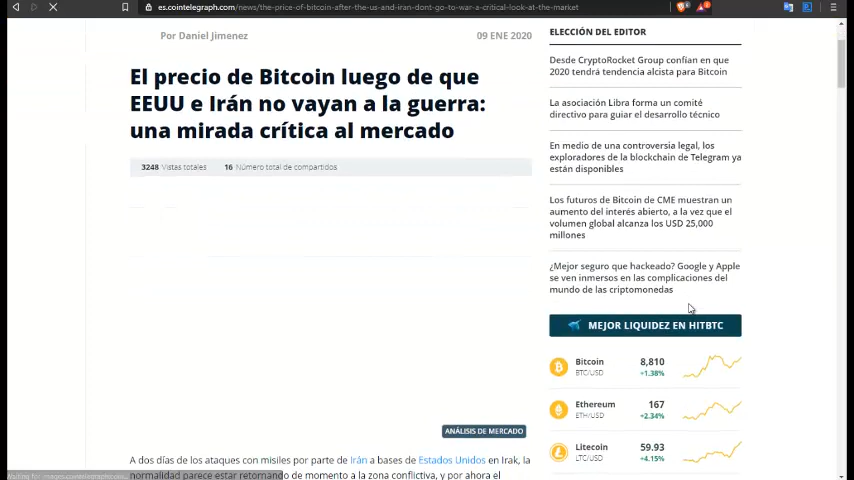 es.cointelegraph.com/news/the-price-of-bitcoin-after-the-us-and-iran-dont-go-to-war-a-critical-look-at-the-market
Por Daniel Jimenez
09 ENE 2020
El precio de Bitcoin luego de que
EEUU e Irán no vayan a la guerra:
una mirada crítica al mercado
3248 Vistas totales
16 Número total de compartidos
ANÁLISIS DE MERCADO
A dos días de los ataques con misiles por parte de Irán a bases de Estados Unidos en Irak, la
normalidad parece estar retornando de momento a la zona conflictiva, y por ahora el
ELECCIÓN DEL EDITOR
Desde CryptoRocket Group confían en que
2020 tendrá tendencia alcista para Bitcoin
La asociación Libra forma un comité
directivo para guiar el desarrollo técnico
En medio de una controversia legal, los
exploradores de la blockchain de Telegram ya
están disponibles
Los futuros de Bitcoin de CME muestran un
aumento del interés abierto, a la vez que el
volumen global alcanza los USD 25,000
millones
¿Mejor seguro que hackeado? Google y Apple
se ven inmersos en las complicaciones del
mundo de las criptomonedas
MEJOR LIQUIDEZ EN HITBTC
Bitcoin 8,810
BTC/USD +1.38%
Ethereum 167
ETH/USD +2.34%
Litecoin 59.93
LTC/USD +4.15%